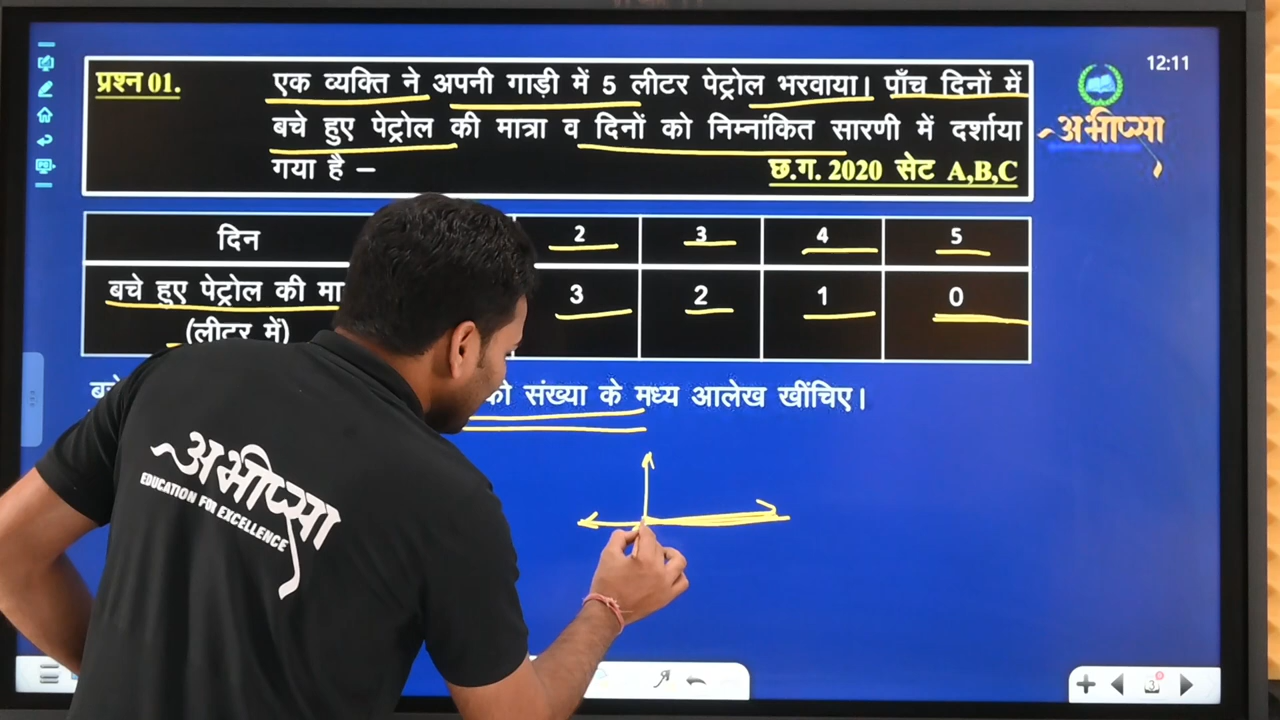 12:11
प्रश्न 01. एक व्यक्ति ने अपनी गाड़ी में 5 लीटर पेट्रोल भरवाया। पाँच दिनों में
बचे हुए पेट्रोल की मात्रा व दिनों को निम्नांकित सारणी में दर्शाया
गया है – छ.ग. 2020 सेट A,B,C
अभीप्सा
दिन 2 3 4 5
बचे हुए पेट्रोल की मा 3 2 1 0
(लीटर में)
की संख्या के मध्य आलेख खींचिए।
अभीप्सा
EDUCATION FOR EXCELLENCE
3